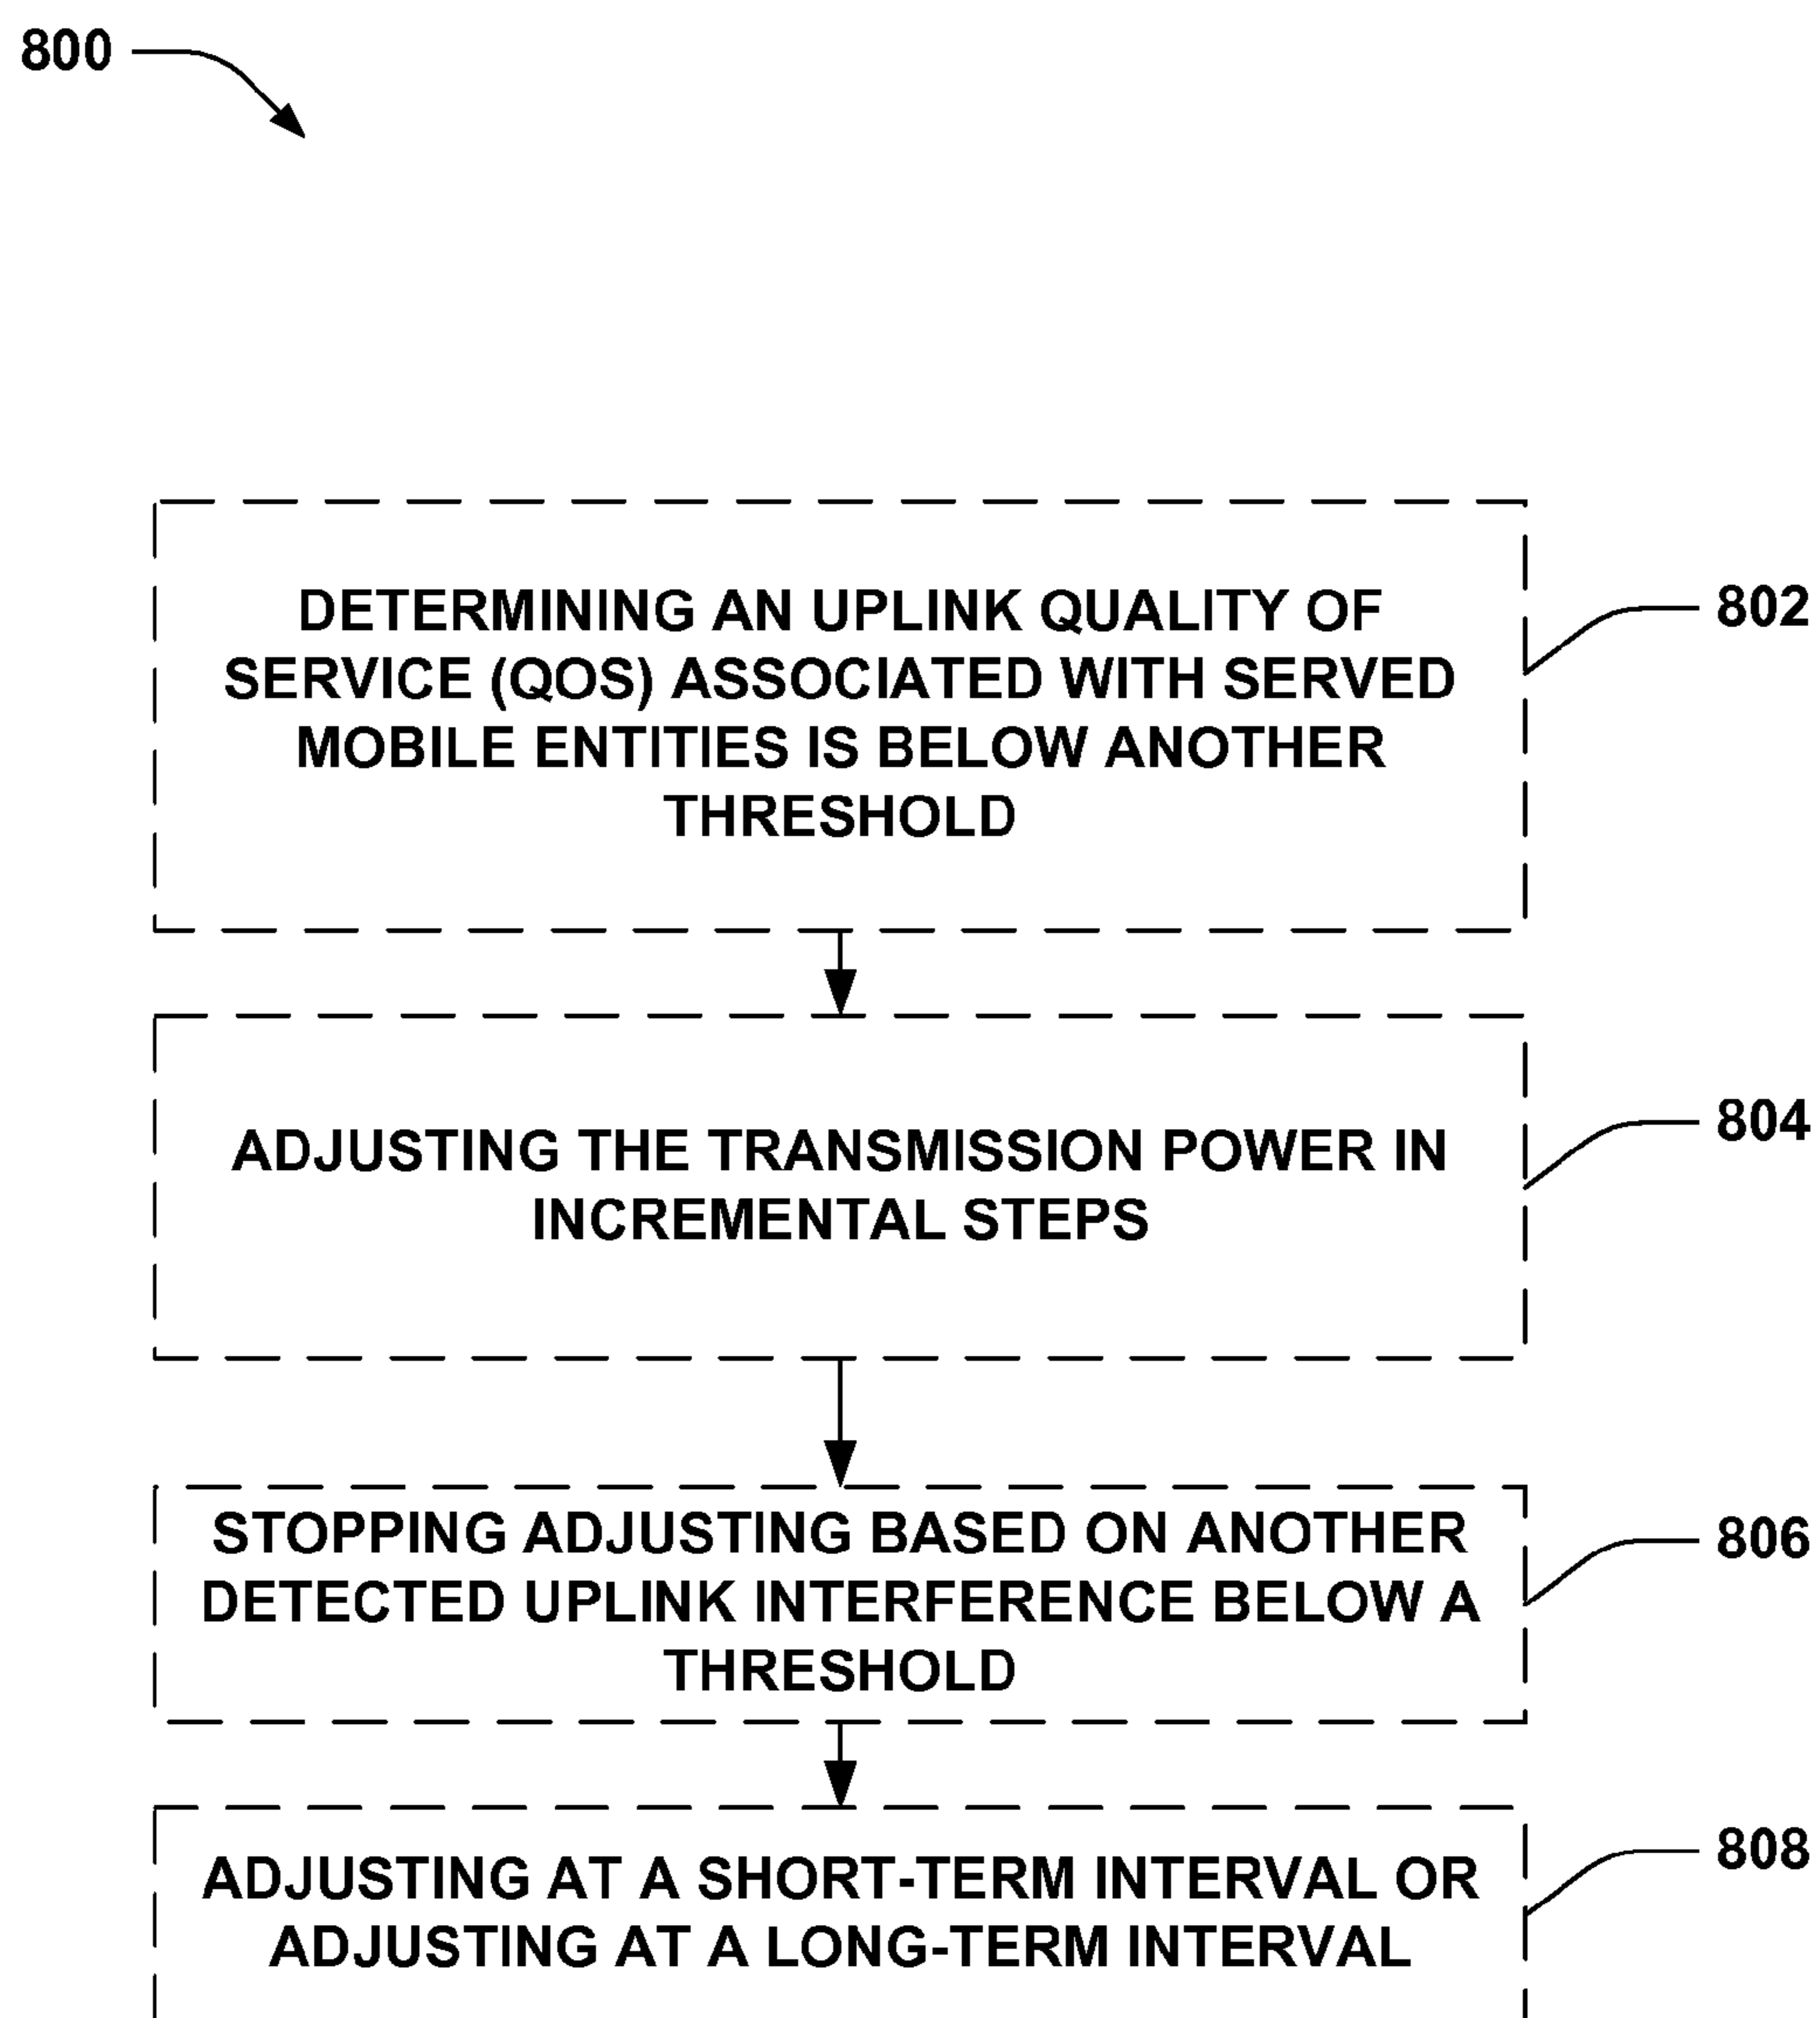 800
DETERMINING AN UPLINK QUALITY OF
SERVICE (QOS) ASSOCIATED WITH SERVED
MOBILE ENTITIES IS BELOW ANOTHER
THRESHOLD
802
ADJUSTING THE TRANSMISSION POWER IN
INCREMENTAL STEPS
804
STOPPING ADJUSTING BASED ON ANOTHER
DETECTED UPLINK INTERFERENCE BELOW A
THRESHOLD
806
ADJUSTING AT A SHORT-TERM INTERVAL OR
ADJUSTING AT A LONG-TERM INTERVAL
808